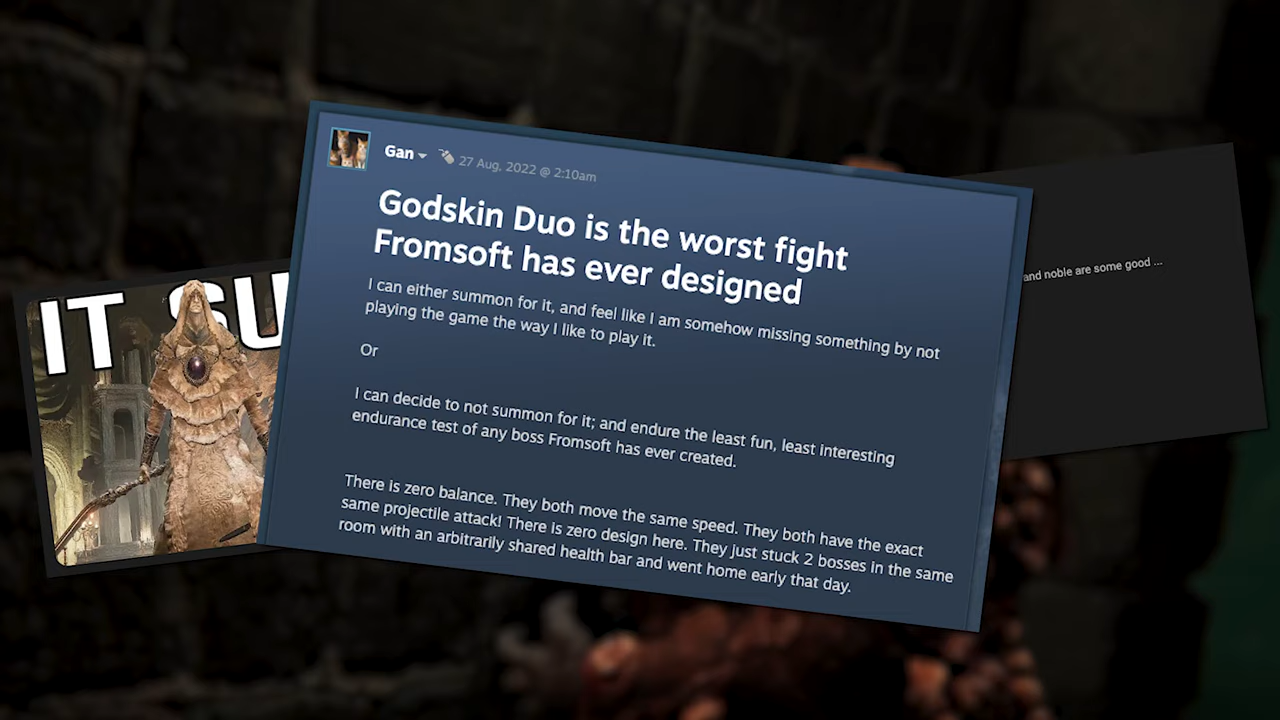 IT SU
Gan
27 Aug, 2022 @ 2:10am
Godskin Duo is the worst fight
Fromsoft has ever designed
I can either summon for it, and feel like I am somehow missing something by not
playing the game the way I like to play it.
Or
I can decide to not summon for it; and endure the least fun, least interesting
endurance test of any boss Fromsoft has ever created.
There is zero balance. They both move the same speed. They both have the exact
same projectile attack! There is zero design here. They just stuck 2 bosses in the same
room with an arbitrarily shared health bar and went home early that day.
and noble are some good ...